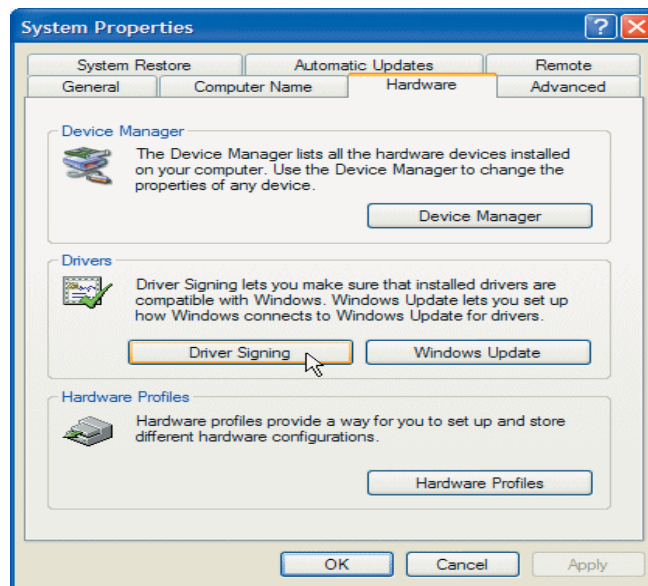 System Properties
System Restore Automatic Updates Remote
General Computer Name Hardware Advanced
Device Manager
The Device Manager lists all the hardware devices installed
on your computer. Use the Device Manager to change the
properties of any device.
Device Manager
Drivers
Driver Signing lets you make sure that installed drivers are
compatible with Windows. Windows Update lets you set up
how Windows connects to Windows Update for drivers.
Driver Signing Windows Update
Hardware Profiles
Hardware profiles provide a way for you to set up and store
different hardware configurations.
Hardware Profiles
OK Cancel Apply